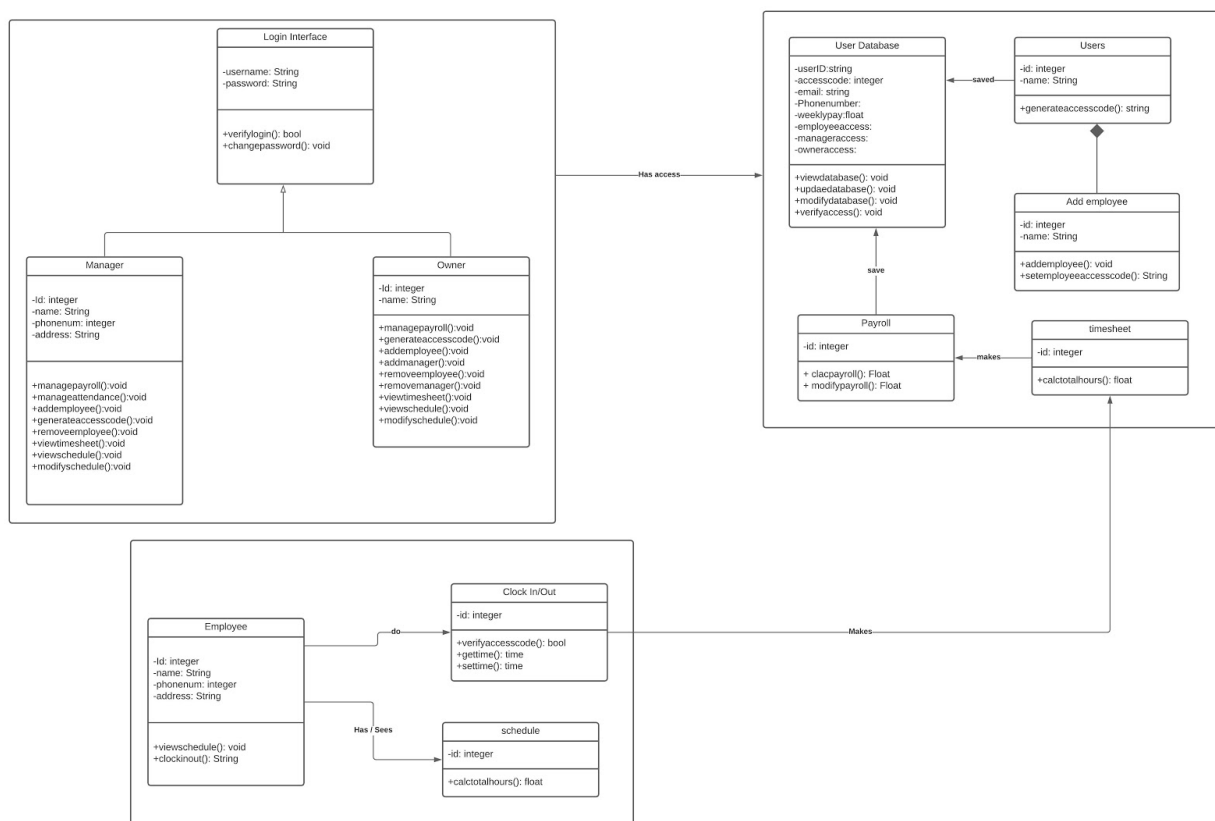 Login Interface
-username: String
-password: String
+verifylogin(): bool
+changepassword(): void
Manager
-Id: integer
-name: String
-phonenum: integer
-address: String
+managepayroll():void
+manageattendance():void
+addemployee():void
+generateaccesscode():void
+removeemployee():void
+viewtimesheet():void
+viewschedule():void
+modifyschedule():void
Owner
-Id: integer
-name: String
+managepayroll():void
+generateaccesscode():void
+addemployee():void
+addmanager():void
+removeemployee():void
+removemanager():void
+viewtimesheet():void
+viewschedule():void
+modifyschedule():void
Has access
User Database
-userID:string
-accesscode: integer
-email: string
-Phonenumber:
-weeklypay:float
-employeeaccess:
-manageraccess:
-owneraccess:
+viewdatabase(): void
+updaedatabase(): void
+modifydatabase(): void
+verifyaccess(): void
saved
Users
-id: integer
-name: String
+generateaccesscode(): string
Add employee
-id: integer
-name: String
+addemployee(): void
+setemployeeaccesscode(): String
save
Payroll
-id: integer
+ clacpayroll(): Float
+ modifypayroll(): Float
makes
timesheet
-id: integer
+calctotalhours(): float
Employee
-Id: integer
-name: String
-phonenum: integer
-address: String
+viewschedule(): void
+clockinout(): String
do
Clock In/Out
-id: integer
+verifyaccesscode(): bool
+gettime(): time
+settime(): time
Makes
Has / Sees
schedule
-id: integer
+calctotalhours(): float